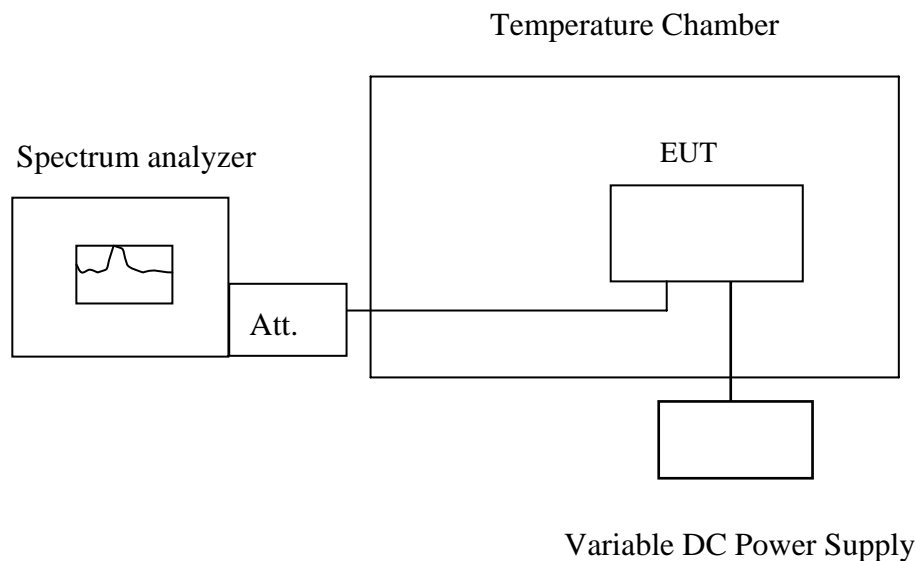 Temperature Chamber
Spectrum analyzer
EUT
Att.
Variable DC Power Supply